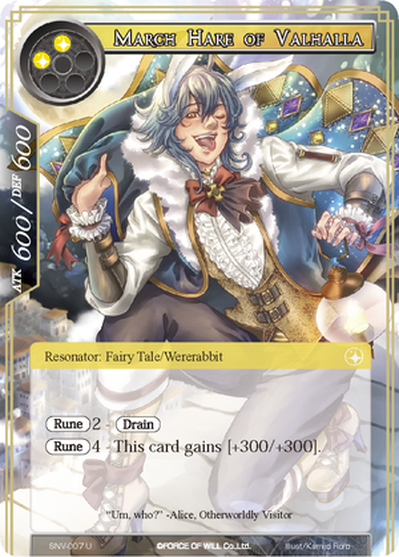 March Hare of Valhalla
ATK 600/DEF 600
Resonator: Fairy Tale/Wererabbit
Rune 2 - Drain
Rune 4 - This card gains [+300/+300].
"Um, who?" -Alice, Otherworldly Visitor
SNV-007 U
©FORCE OF WILL Co.,Ltd.